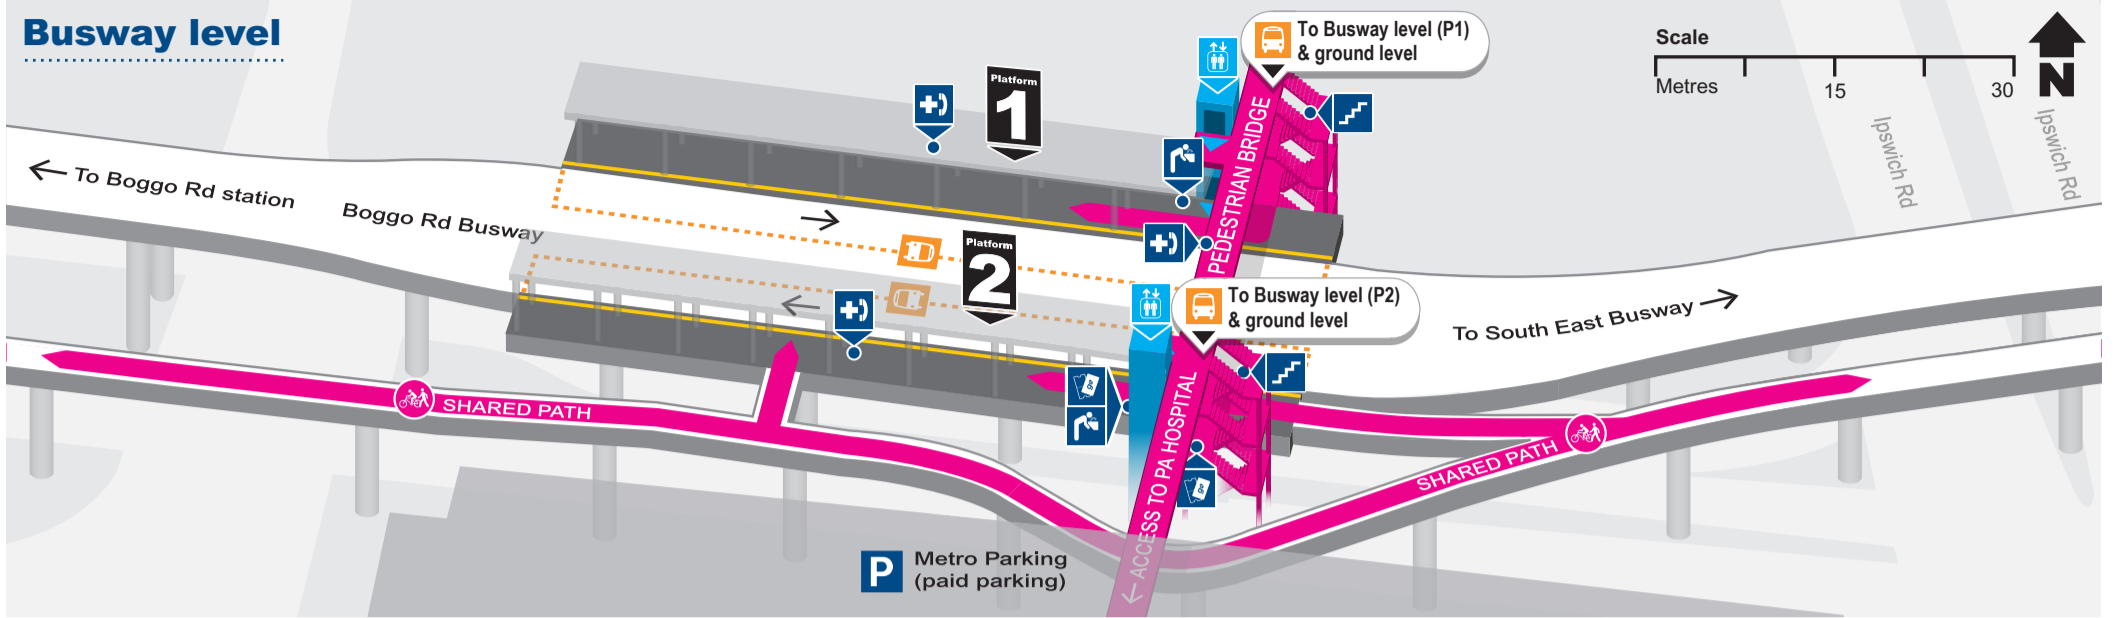 Busway level
To Busway level (P1)
& ground level
Scale
Metres
15
30
N
Ipswich Rd
Ipswich Rd
Platform
1
PEDESTRIAN BRIDGE
To Boggo Rd station
Boggo Rd Busway
Platform
2
To Busway level (P2)
& ground level
To South East Busway
SHARED PATH
go
go
ACCESS TO PA HOSPITAL
SHARED PATH
P
Metro Parking
(paid parking)